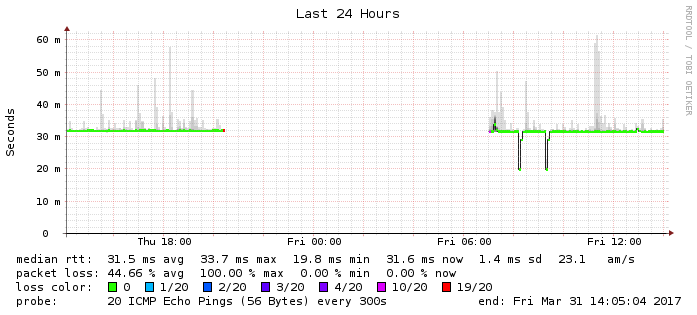 Last 24 Hours
RRDTOOL / TOBI OETIKER
Seconds
60 m
50 m
40 m
30 m
20 m
10 m
0
Thu 18:00 Fri 00:00 Fri 06:00 Fri 12:00
median rtt: 31.5 ms avg 33.7 ms max 19.8 ms min 31.6 ms now 1.4 ms sd 23.1 am/s
packet loss: 44.66 % avg 100.00 % max 0.00 % min 0.00 % now
loss color: 0 1/20 2/20 3/20 4/20 10/20 19/20
probe: 20 ICMP Echo Pings (56 Bytes) every 300s end: Fri Mar 31 14:05:04 2017